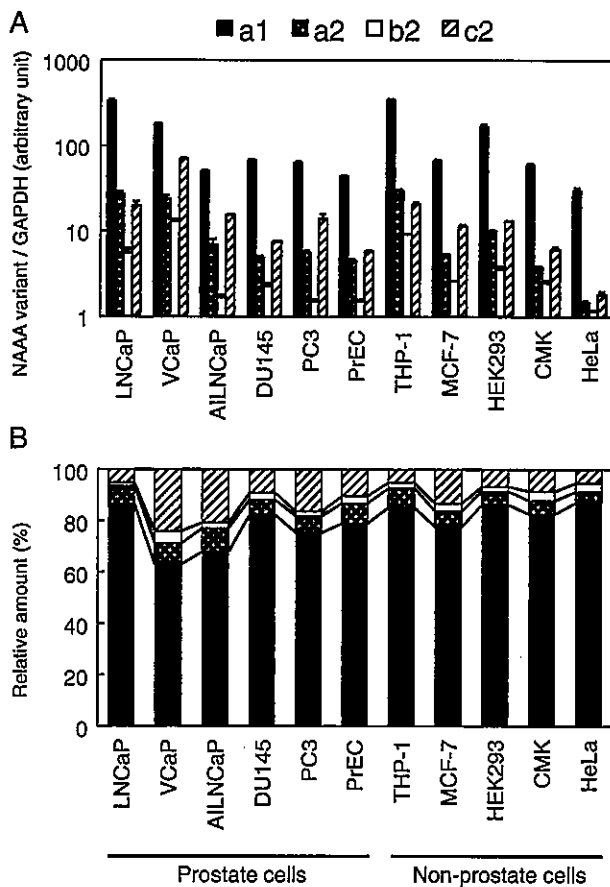 A
a1 a2 b2 c2
NAAA variant / GAPDH (arbitrary unit)
1000
100
10
1
LNCaP VCaP AILNCaP DU145 PC3 PrEC THP-1 MCF-7 HEK293 CMK HeLa
B
Relative amount (%)
100
80
60
40
20
0
LNCaP VCaP AILNCaP DU145 PC3 PrEC THP-1 MCF-7 HEK293 CMK HeLa
Prostate cells Non-prostate cells